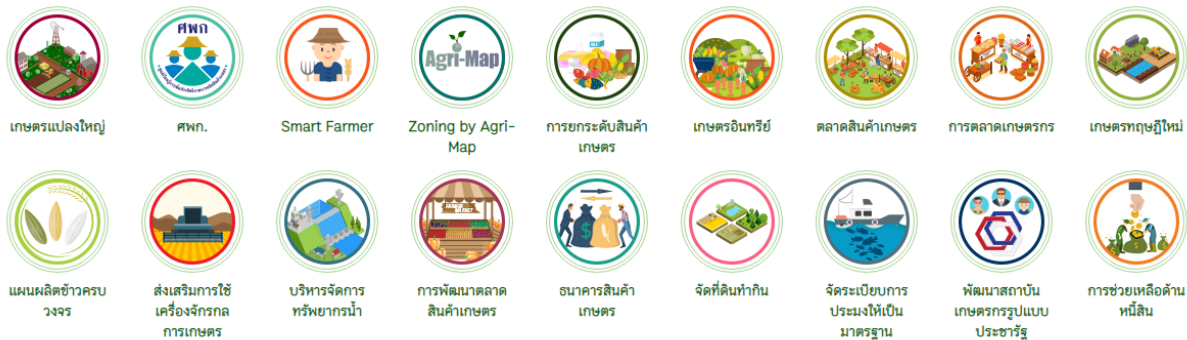 ศพก
Agri-Map
เกษตรแปลงใหญ่
ศพก.
Smart Farmer
Zoning by Agri-
Map
การยกระดับสินค้า
เกษตร
เกษตรอินทรีย์
ตลาดสินค้าเกษตร
การตลาดเกษตรกร
เกษตรทฤษฎีใหม่
FARMER
MARKET
แผนผลิตข้าวครบ
วงจร
ส่งเสริมการใช้
เครื่องจักรกล
การเกษตร
บริหารจัดการ
ทรัพยากรน้ำ
การพัฒนาตลาด
สินค้าเกษตร
ธนาคารสินค้า
เกษตร
จัดที่ดินทำกิน
จัดระเบียบการ
ประมงให้เป็น
มาตรฐาน
พัฒนาสถาบัน
เกษตรกรรูปแบบ
ประชารัฐ
การช่วยเหลือด้าน
หนี้สิน